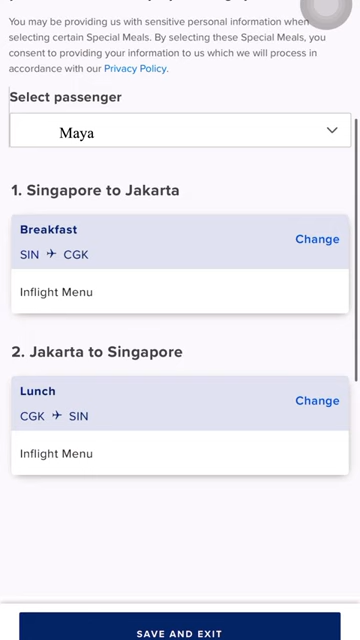 You may be providing us with sensitive personal information when
selecting certain Special Meals. By selecting these Special Meals, you
consent to providing your information to us which we will process in
accordance with our Privacy Policy.
Select passenger
Maya
1. Singapore to Jakarta
Breakfast
Change
SIN ✈ CGK
Inflight Menu
2. Jakarta to Singapore
Lunch
Change
CGK ✈ SIN
Inflight Menu
SAVE AND EXIT